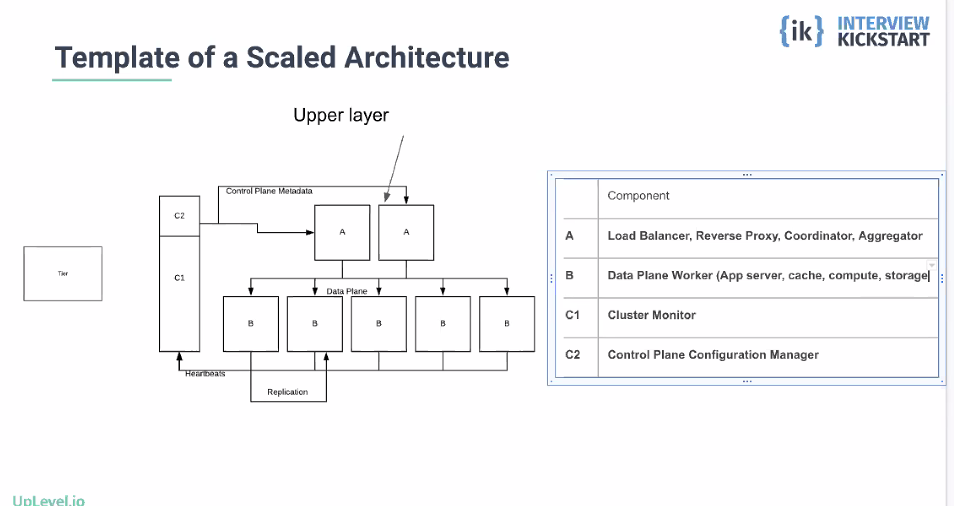 {ik} INTERVIEW
KICKSTART
Template of a Scaled Architecture
Upper layer
Control Plane Metadata
C2
A
A
C1
Tier
Data Plane
B
B
B
B
B
Heartbeats
Replication
Component
A Load Balancer, Reverse Proxy, Coordinator, Aggregator
B Data Plane Worker (App server, cache, compute, storage
C1 Cluster Monitor
C2 Control Plane Configuration Manager
UpLevel.io